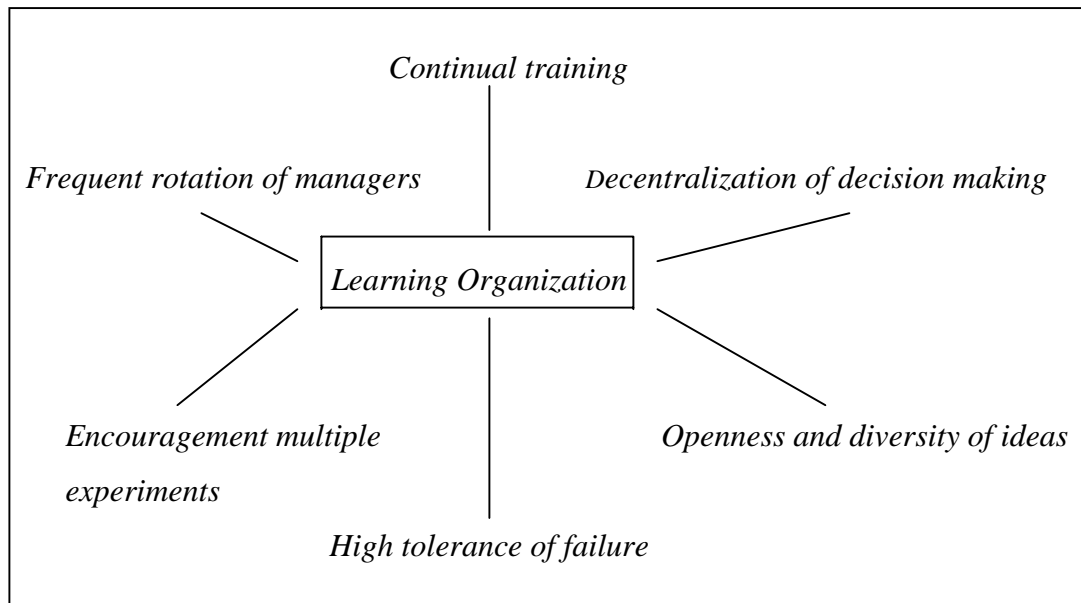 Continual training
Frequent rotation of managers
Decentralization of decision making
Learning Organization
Encouragement multiple
experiments
Openness and diversity of ideas
High tolerance of failure